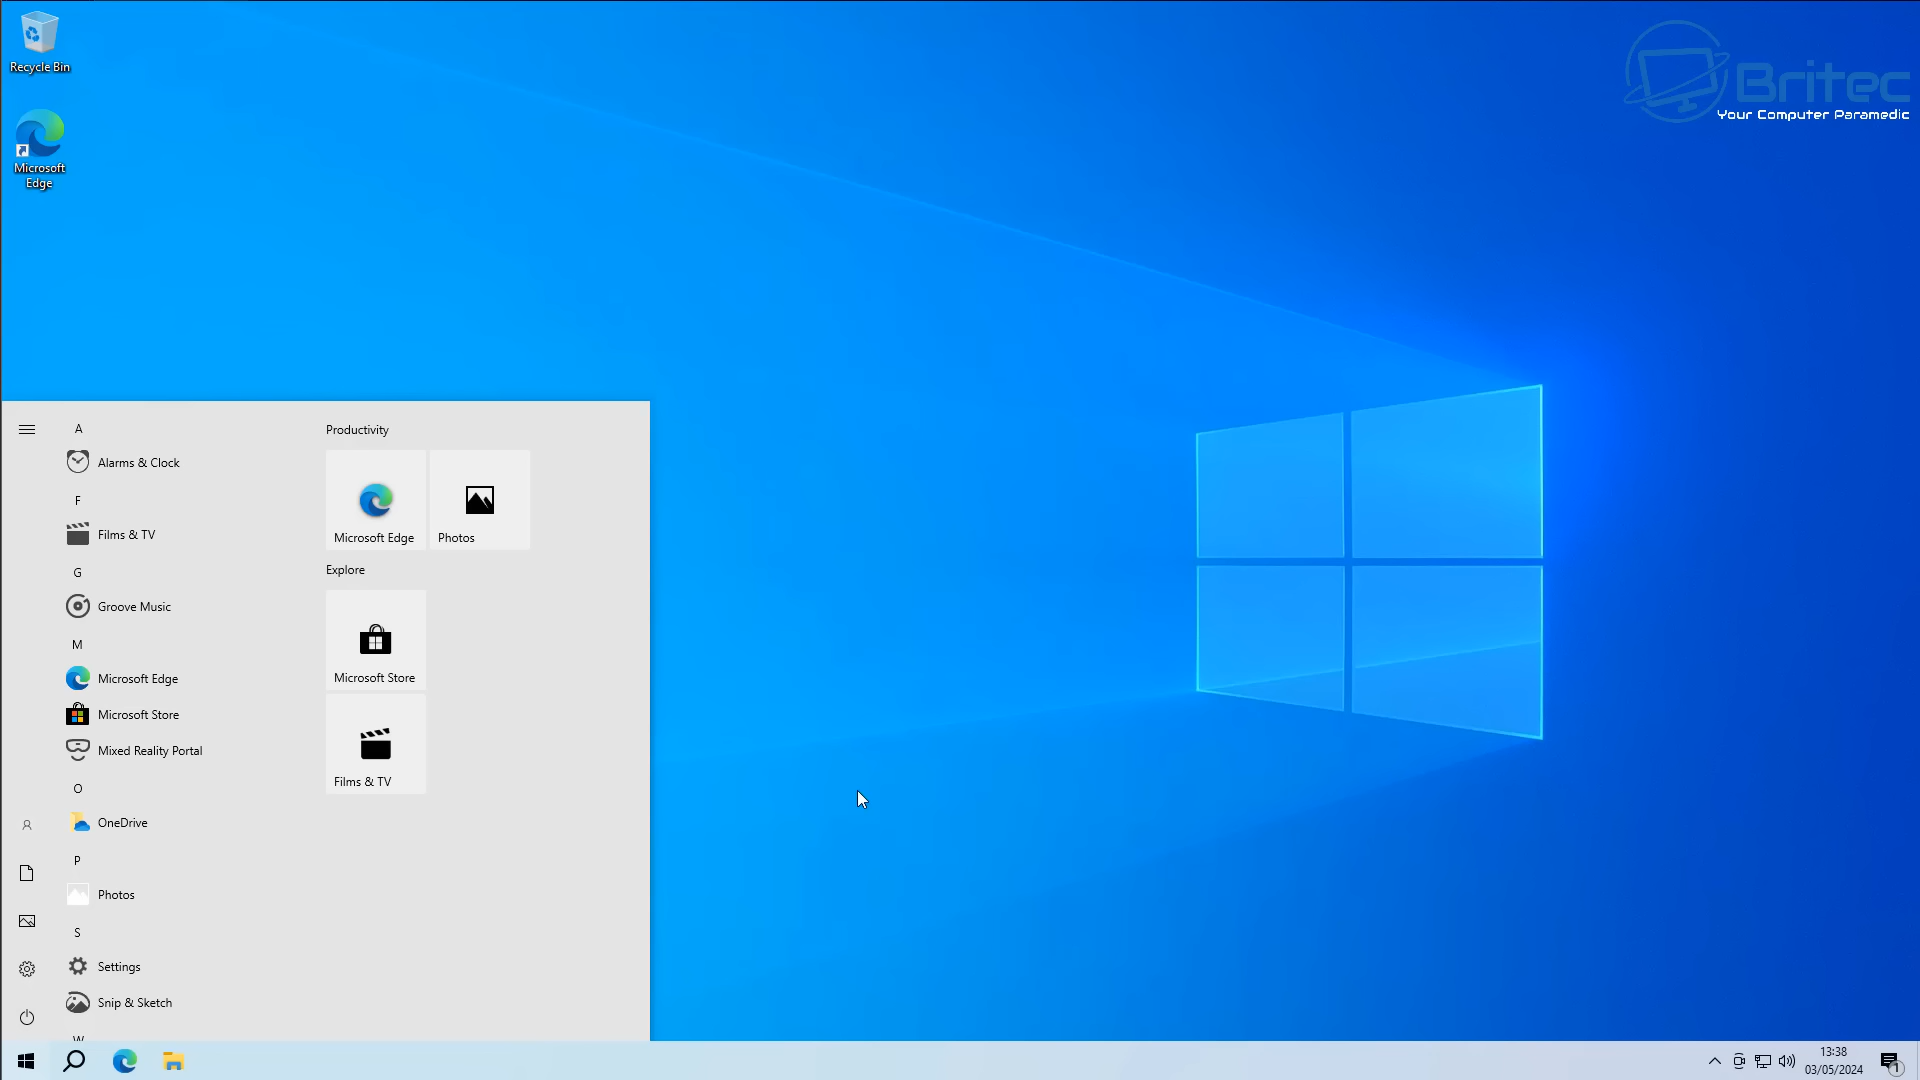 Recycle Bin
Microsoft
Edge
Britec
Your Computer Paramedic
A
Alarms & Clock
F
Films & TV
G
Groove Music
M
Microsoft Edge
Microsoft Store
Mixed Reality Portal
O
OneDrive
P
Photos
S
Settings
Snip & Sketch
W
Productivity
Microsoft Edge
Photos
Explore
Microsoft Store
Films & TV
13:38
03/05/2024
1